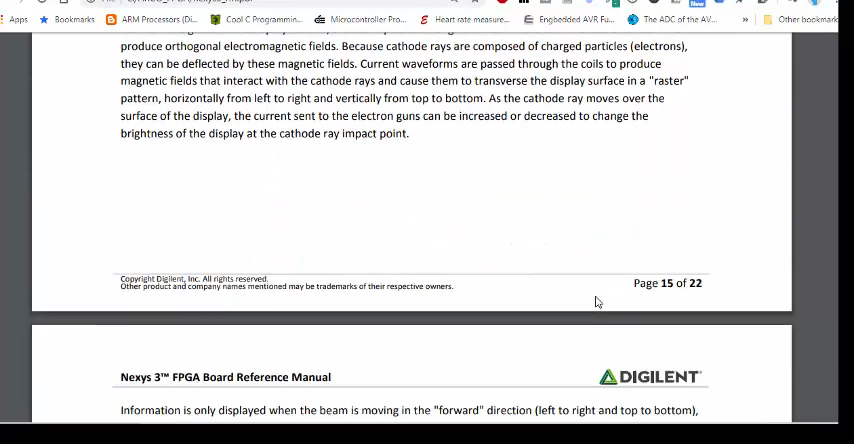 Apps
Bookmarks
ARM Processors (Di...
Cool C Programmin...
Microcontroller Pro...
Heart rate measure...
Engbedded AVR Fu...
The ADC of the AV...
»
Other bookmark
New
produce orthogonal electromagnetic fields. Because cathode rays are composed of charged particles (electrons),
they can be deflected by these magnetic fields. Current waveforms are passed through the coils to produce
magnetic fields that interact with the cathode rays and cause them to transverse the display surface in a "raster"
pattern, horizontally from left to right and vertically from top to bottom. As the cathode ray moves over the
surface of the display, the current sent to the electron guns can be increased or decreased to change the
brightness of the display at the cathode ray impact point.
Copyright Digilent, Inc. All rights reserved.
Other product and company names mentioned may be trademarks of their respective owners.
Page 15 of 22
Nexys 3™ FPGA Board Reference Manual
DIGILENT®
Information is only displayed when the beam is moving in the "forward" direction (left to right and top to bottom),